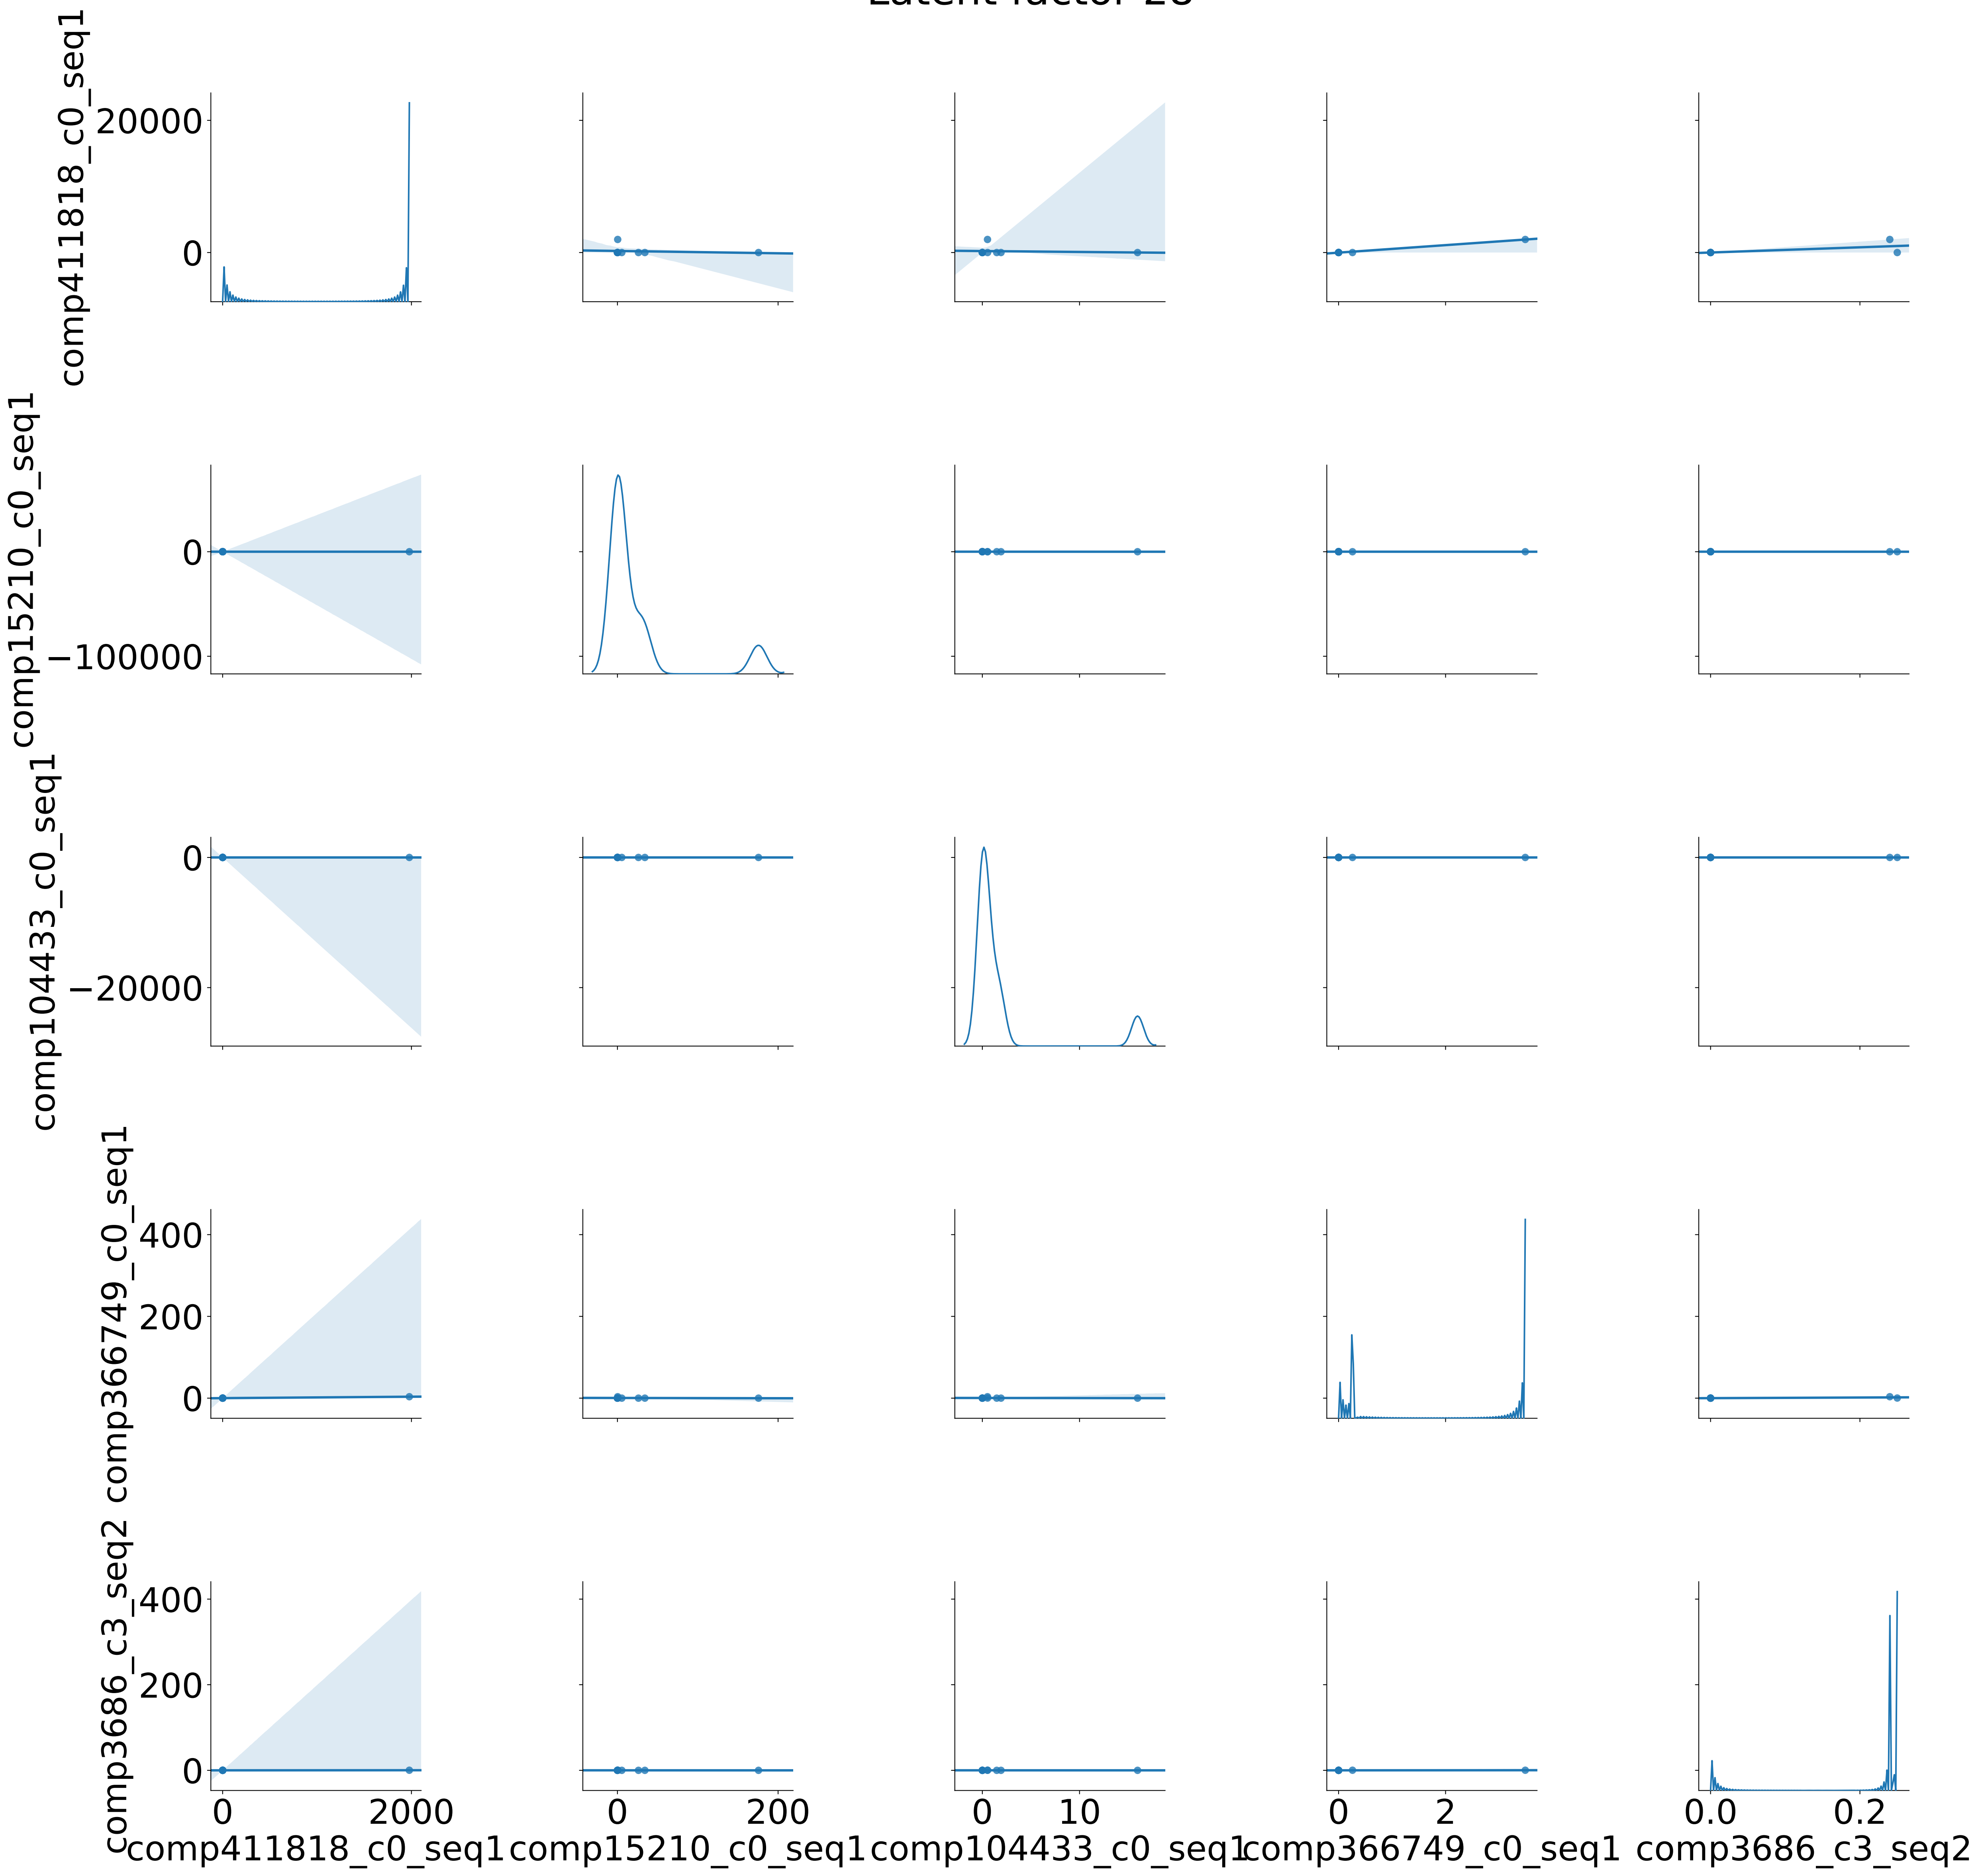 Latent factor 28
comp411818_c0_seq1
20000
0
comp15210_c0_seq1
0
−100000
comp104433_c0_seq1
0
−20000
comp366749_c0_seq1
400
200
0
comp3686_c3_seq2
400
200
0
0 2000 0 200 0 10 0 2 0.0 0.2
comp411818_c0_seq1 comp15210_c0_seq1 comp104433_c0_seq1 comp366749_c0_seq1 comp3686_c3_seq2